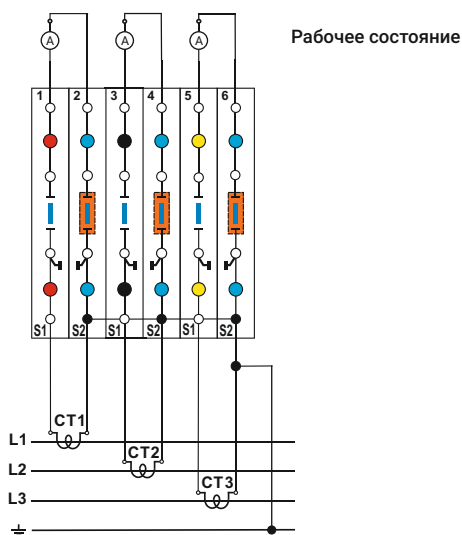 A A A
Рабочее состояние
1 2 3 4 5 6
S1 S2 S1 S2 S1 S2
CT1
L1
CT2
L2
CT3
L3